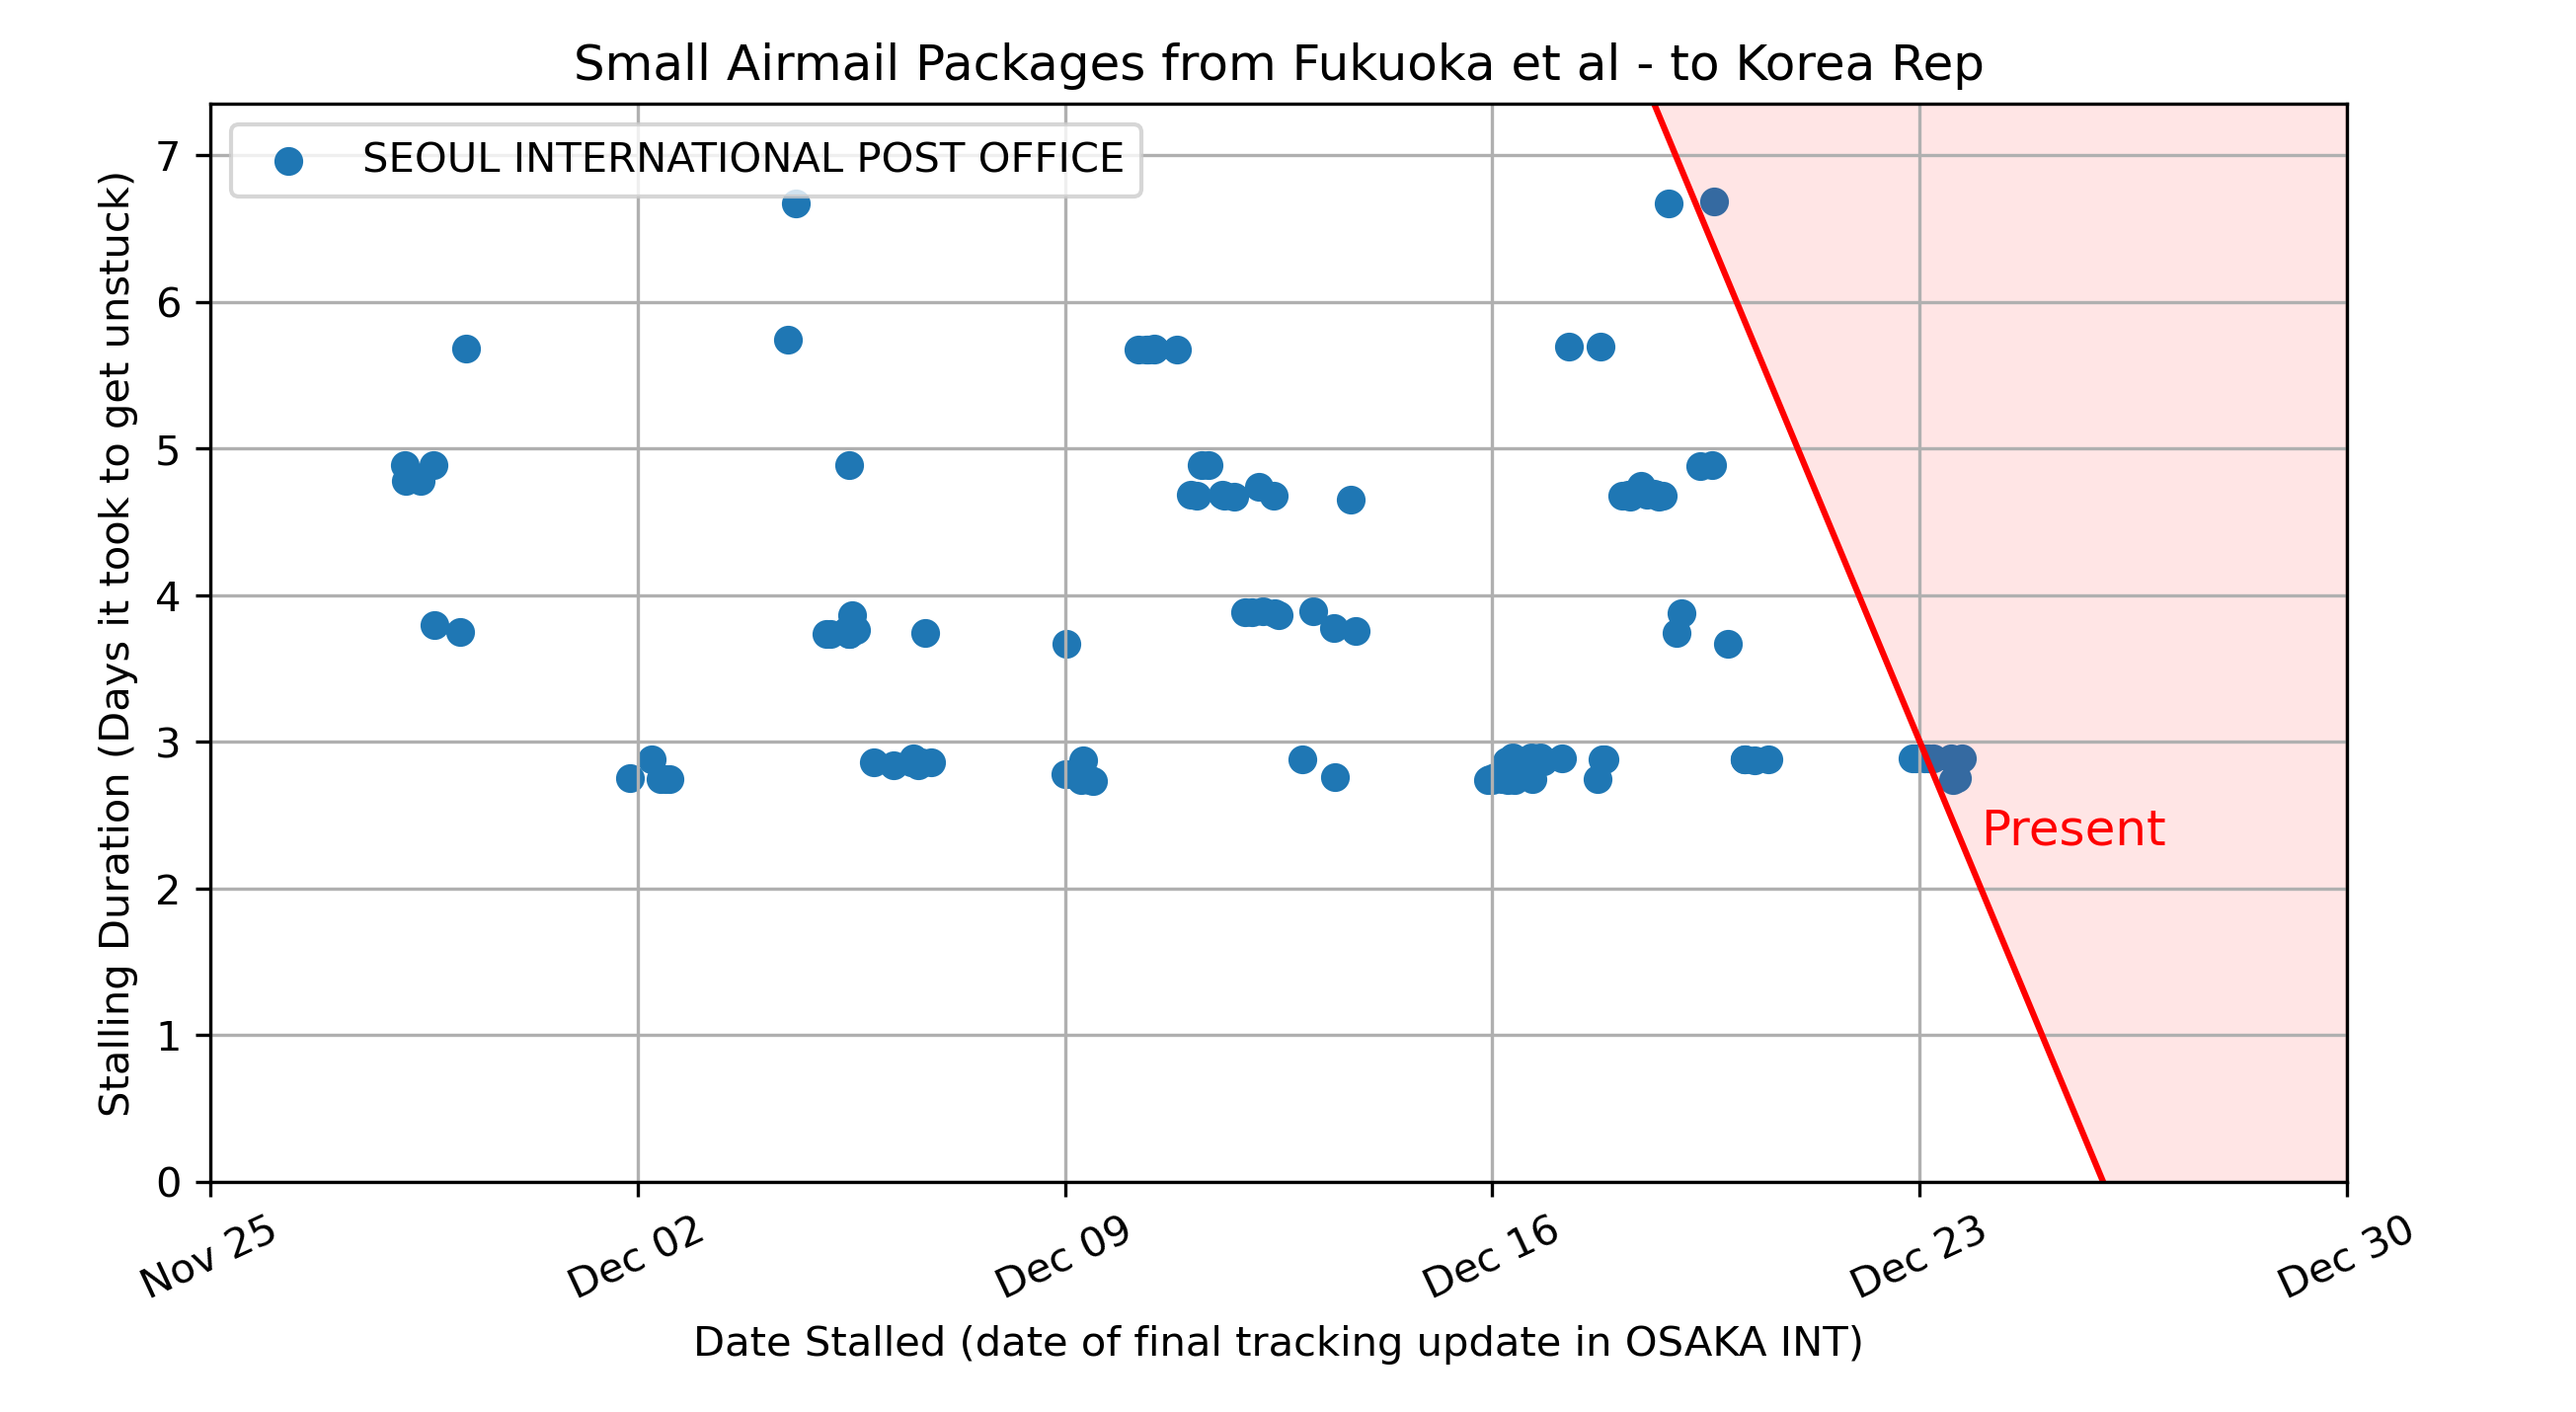 Small Airmail Packages from Fukuoka et al - to Korea Rep
SEOUL INTERNATIONAL POST OFFICE
Stalling Duration (Days it took to get unstuck)
7
6
5
4
3
2
1
0
Present
Nov 25
Dec 02
Dec 09
Dec 16
Dec 23
Dec 30
Date Stalled (date of final tracking update in OSAKA INT)